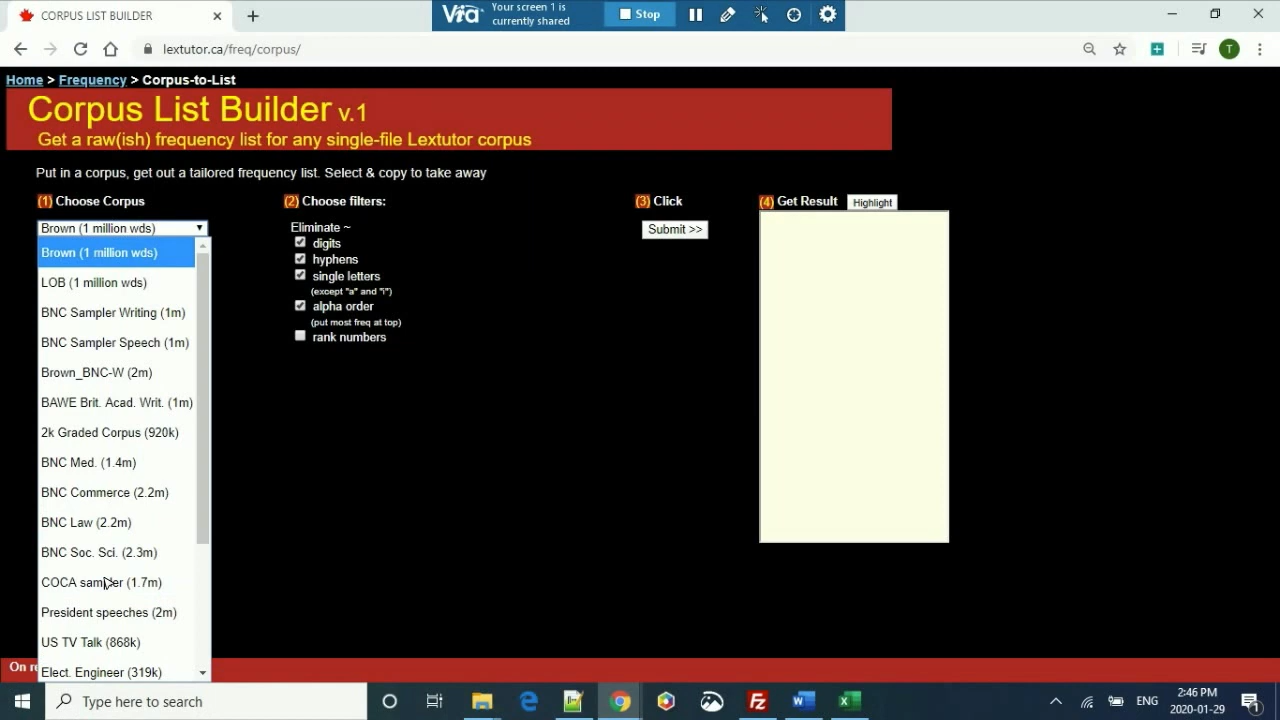 CORPUS LIST BUILDER
Vta
Your screen 1 is
currently shared
Stop
lextutor.ca/freq/corpus/
T
Home > Frequency > Corpus-to-List
Corpus List Builder v.1
Get a raw(ish) frequency list for any single-file Lextutor corpus
Put in a corpus, get out a tailored frequency list. Select & copy to take away
(1) Choose Corpus
(2) Choose filters:
(3) Click
(4) Get Result
Highlight
Brown (1 million wds)
Brown (1 million wds)
LOB (1 million wds)
BNC Sampler Writing (1m)
BNC Sampler Speech (1m)
Brown_BNC-W (2m)
BAWE Brit. Acad. Writ. (1m)
2k Graded Corpus (920k)
BNC Med. (1.4m)
BNC Commerce (2.2m)
BNC Law (2.2m)
BNC Soc. Sci. (2.3m)
COCA sampler (1.7m)
President speeches (2m)
US TV Talk (868k)
Elect. Engineer (319k)
Eliminate ~
digits
hyphens
single letters
(except "a" and "i")
alpha order
(put most freq at top)
rank numbers
Submit >>
On
Type here to search
ENG
2:46 PM
2020-01-29
1